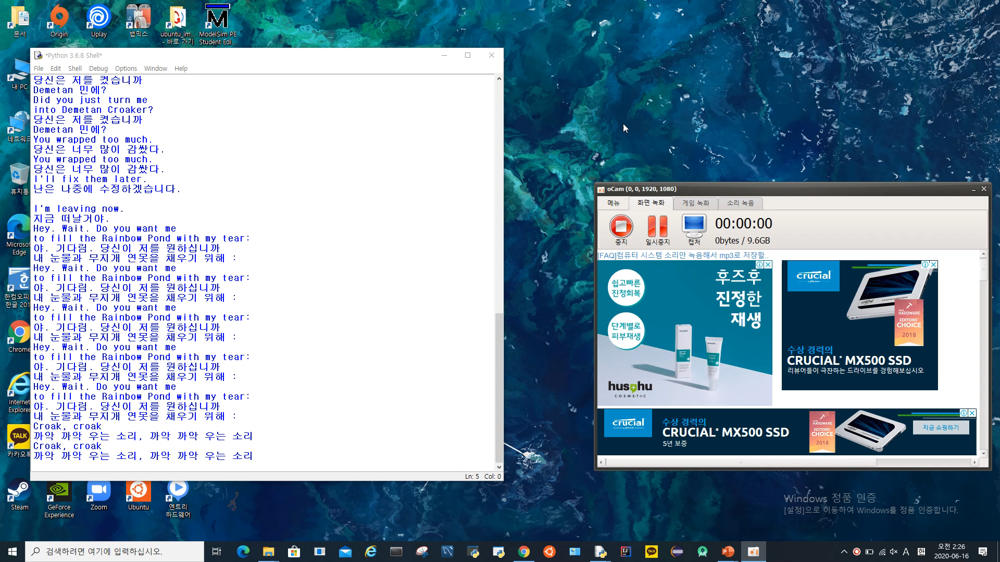 문서
Origin
Uplay
뱁믹스
ubuntu_im...
- 바로 가기
ModelSim PE
Student Edi...
내 PC
네트워크
휴지통
Microsof
Edge
한컴오피
한글 201
Chrome
Internet
Explorer
TALK
카카오톡
Steam
GeForce
Experience
Zoom
Ubuntu
엔트리
하드웨어
*Python 3.6.8 Shell*
File Edit Shell Debug Options Window Help
당신은 저를 켰습니까
Demetan 민에?
Did you just turn me
into Demetan Croaker?
당신은 저를 켰습니까
Demetan 민에?
You wrapped too much.
당신은 너무 많이 감쌌다.
You wrapped too much.
당신은 너무 많이 감쌌다.
I'll fix them later.
난은 나중에 수정하겠습니다.
I'm leaving now.
지금 떠날거야.
Hey. Wait. Do you want me
to fill the Rainbow Pond with my tear:
야. 기다림. 당신이 저를 원하십니까
내 눈물과 무지개 연못을 채우기 위해 :
Hey. Wait. Do you want me
to fill the Rainbow Pond with my tear:
야. 기다림. 당신이 저를 원하십니까
내 눈물과 무지개 연못을 채우기 위해 :
Hey. Wait. Do you want me
to fill the Rainbow Pond with my tear:
야. 기다림. 당신이 저를 원하십니까
내 눈물과 무지개 연못을 채우기 위해 :
Hey. Wait. Do you want me
to fill the Rainbow Pond with my tear:
야. 기다림. 당신이 저를 원하십니까
내 눈물과 무지개 연못을 채우기 위해 :
Hey. Wait. Do you want me
to fill the Rainbow Pond with my tear:
야. 기다림. 당신이 저를 원하십니까
내 눈물과 무지개 연못을 채우기 위해 :
Croak, croak
까악 까악 우는 소리, 까악 까악 우는 소리
Croak, croak
까악 까악 우는 소리, 까악 까악 우는 소리
Ln: 5 Col: 0
oCam (0, 0, 1920, 1080)
메뉴 화면 녹화 게임 녹화 소리 녹음
중지 일시중지 캡처
00:00:00
0bytes / 9.6GB
[FAQ]컴퓨터 시스템 소리만 녹음해서 mp3로 저장할..
쉽고빠른
진정회복
단계별로
피부재생
후즈후
진정한
재생
hus hu
C·O·S·M·E·T·I·C
crucial
HARDWARE
EDITORS'
CHOICE
2018
수상 경력의
CRUCIAL® MX500 SSD
리뷰어들이 극찬하는 드라이브를 경험해보십시오
crucial
수상 경력의
CRUCIAL® MX500 SSD
5년 보증
HARDWARE
EDITORS'
CHOICE
2018
지금 쇼핑하기
Windows 정품 인증
[설정]으로 이동하여 Windows를 정품 인증합니다.
검색하려면 여기에 입력하십시오.
TALK
A 한
오전 2:26
2020-06-16